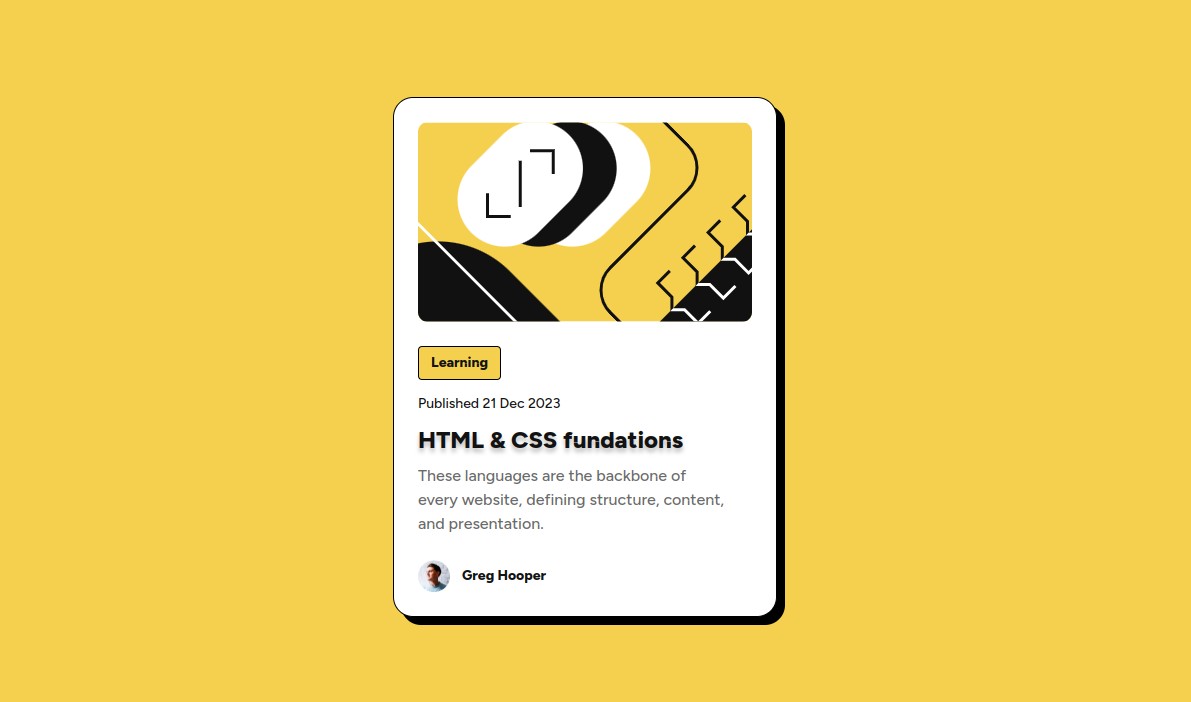 Learning
Published 21 Dec 2023
HTML & CSS fundations
These languages are the backbone of
every website, defining structure, content,
and presentation.
Greg Hooper